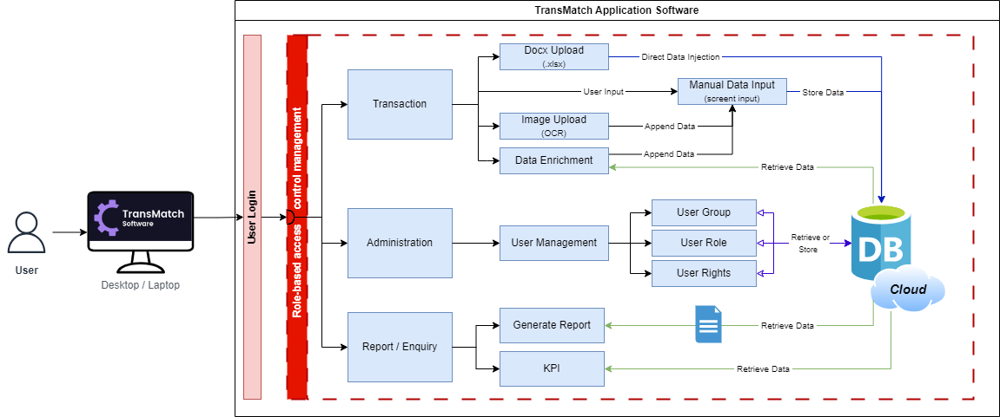 TransMatch Application Software
User Login
Role-based access control management
Transaction
Docx Upload
(.xlsx)
Direct Data Injection
User Input
Manual Data Input
(screent input)
Store Data
Image Upload
(OCR)
Append Data
Data Enrichment
Append Data
Retrieve Data
User
TransMatch
Software
Desktop / Laptop
Administration
User Management
User Group
User Role
User Rights
Retrieve or
Store
DB
Cloud
Report / Enquiry
Generate Report
Retrieve Data
KPI
Retrieve Data